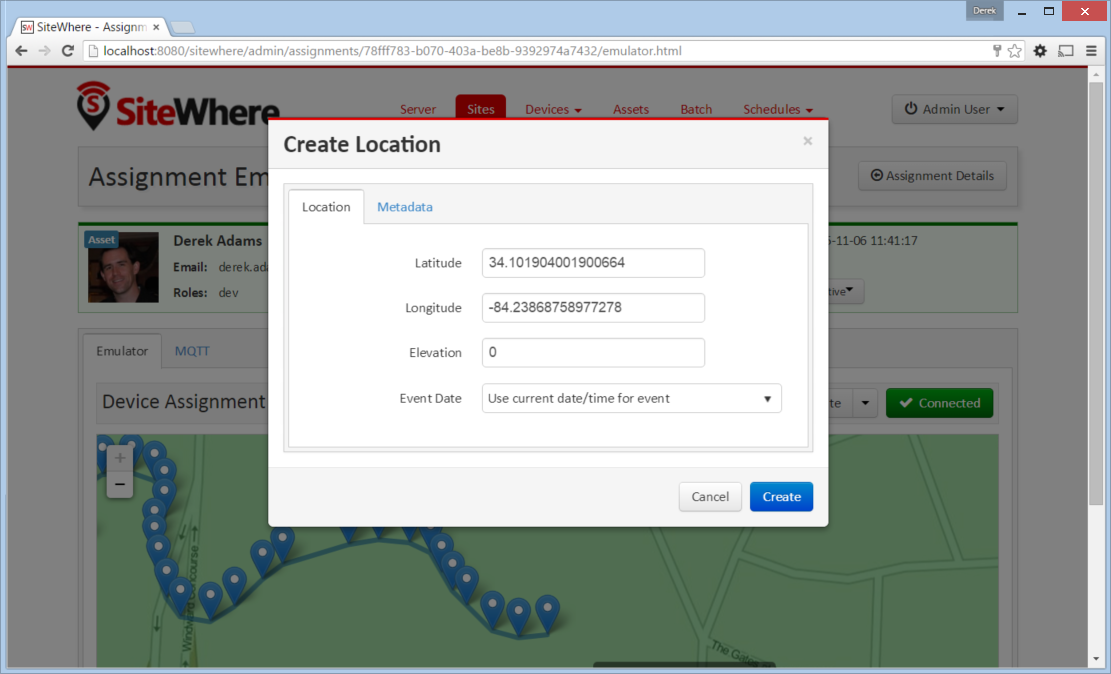 Derek
SW SiteWhere - Assignm ×
localhost:8080/sitewhere/admin/assignments/78fff783-b070-403a-be8b-9392974a7432/emulator.html
S SiteWhere
Server Sites Devices Assets Batch Schedules Admin User
Create Location ×
Assignment Em
Assignment Details
Location Metadata
Asset
Derek Adams
-11-06 11:41:17
Email: derek.ada
Roles: dev
tive
Latitude 34.101904001900664
Longitude -84.23868758977278
Elevation 0
Event Date Use current date/time for event
Emulator MQTT
Device Assignment
te
Connected
+
−
Cancel Create
Windward Concourse
The Gates